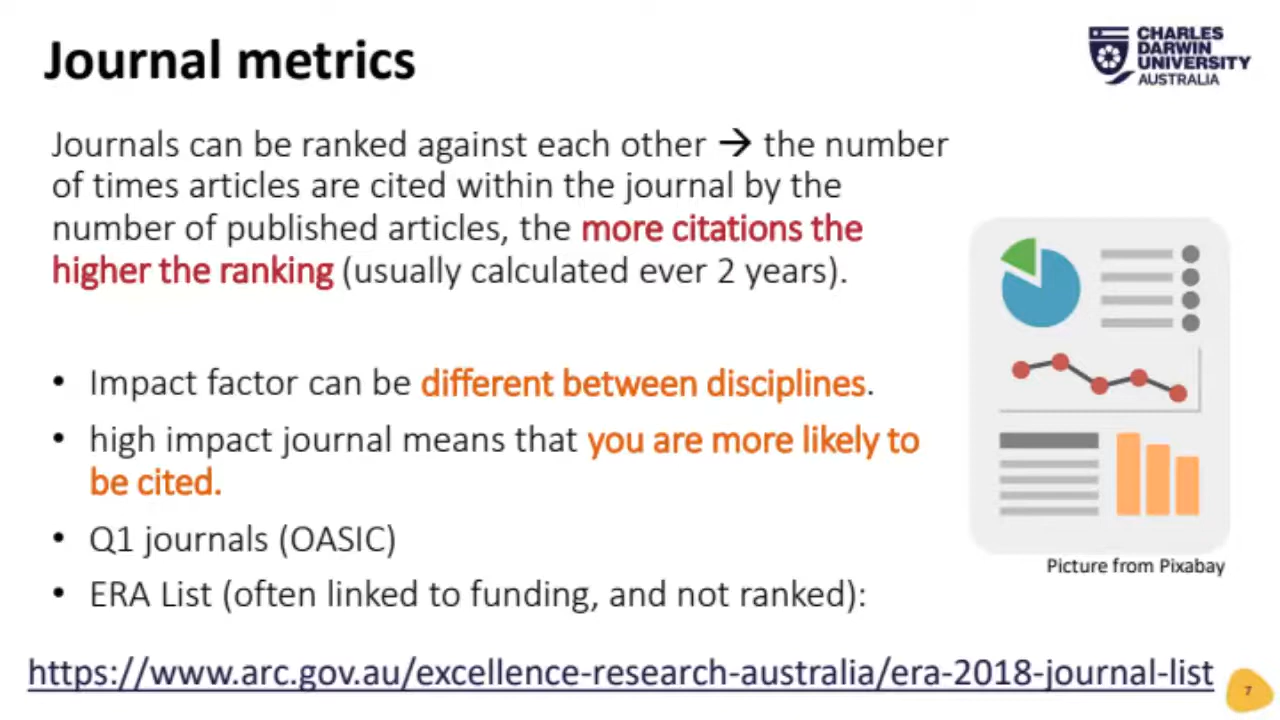 Journal metrics
CHARLES
DARWIN
UNIVERSITY
AUSTRALIA
Journals can be ranked against each other → the number
of times articles are cited within the journal by the
number of published articles, the more citations the
higher the ranking (usually calculated ever 2 years).
• Impact factor can be different between disciplines.
• high impact journal means that you are more likely to
be cited.
• Q1 journals (OASIC)
• ERA List (often linked to funding, and not ranked):
Picture from Pixabay
https://www.arc.gov.au/excellence-research-australia/era-2018-journal-list
7